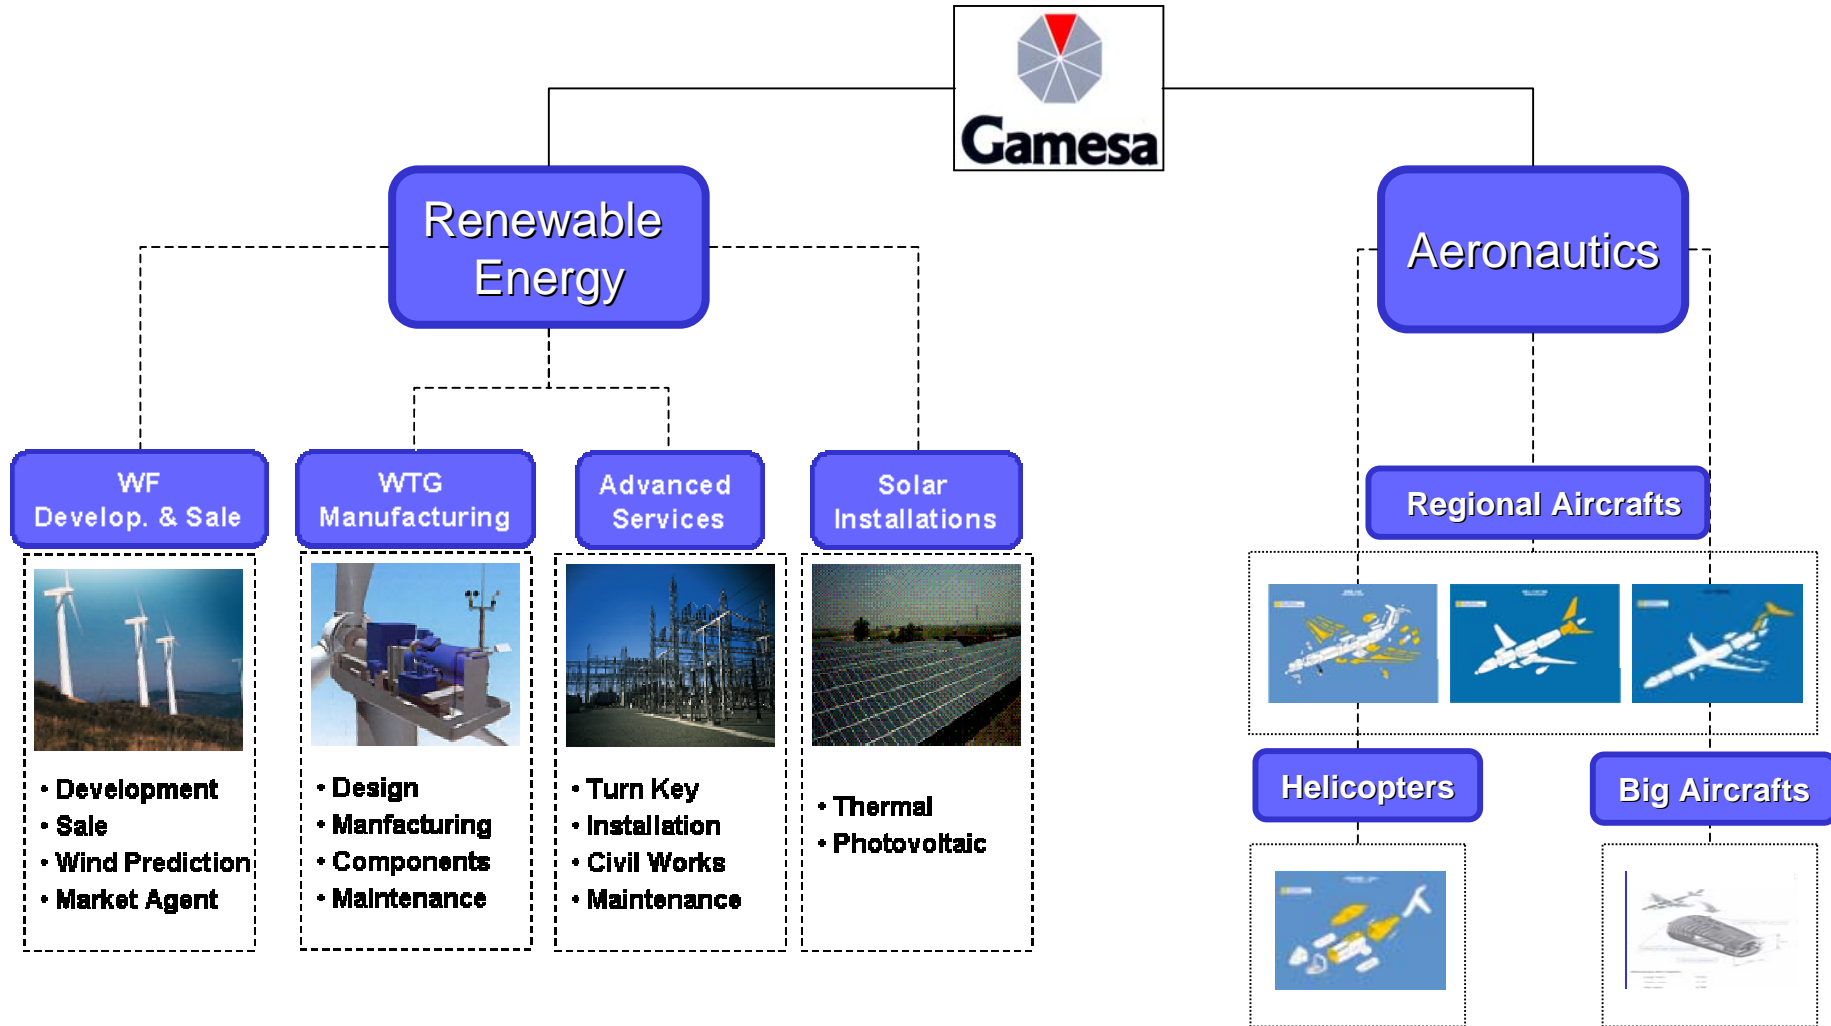 Gamesa
Renewable
Energy
Aeronautics
WF
Develop. & Sale
WTG
Manufacturing
Advanced
Services
Solar
Installations
Regional Aircrafts
• Development
• Sale
• Wind Prediction
• Market Agent
• Design
• Manfacturing
• Components
• Maintenance
• Turn Key
• Installation
• Civil Works
• Maintenance
• Thermal
• Photovoltaic
Helicopters
Big Aircrafts